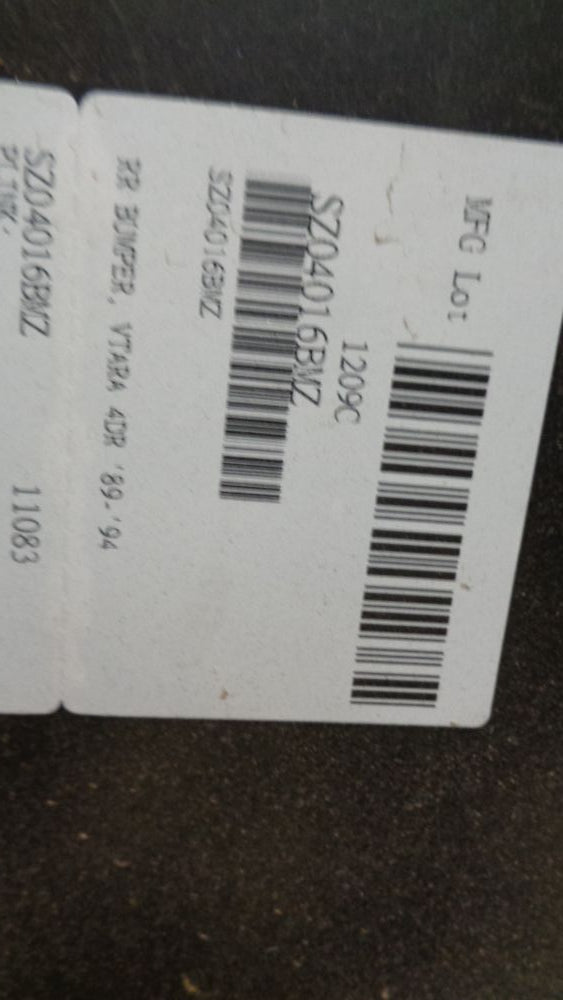 MFG Lot
1209C
SZ04016BMZ
SZ04016BMZ
RR BUMPER, VTARA 4DR '89-'94
SZ04016BMZ 11083